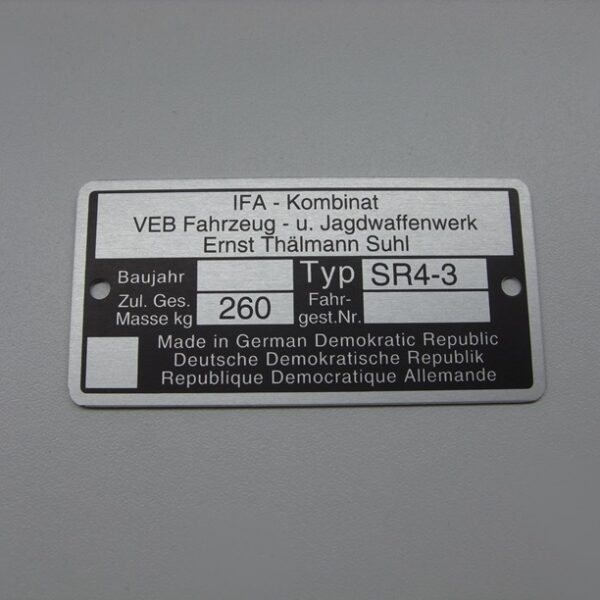 IFA - Kombinat
VEB Fahrzeug - u. Jagdwaffenwerk
Ernst Thälmann Suhl
Baujahr Typ SR4-3
Zul. Ges. Masse kg 260 Fahr- gest.Nr.
Made in German Demokratic Republic
Deutsche Demokratische Republik
Republique Democratique Allemande